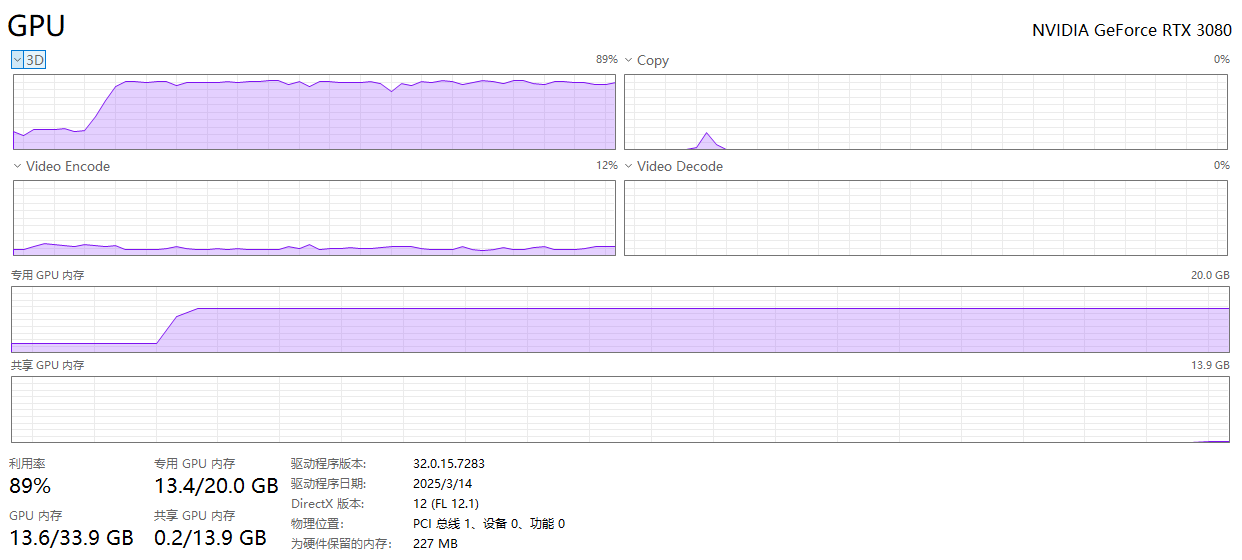 GPU
NVIDIA GeForce RTX 3080
3D 89%
Copy 0%
Video Encode 12%
Video Decode 0%
专用 GPU 内存 20.0 GB
共享 GPU 内存 13.9 GB
利用率
89%
专用 GPU 内存
13.4/20.0 GB
GPU 内存
13.6/33.9 GB
共享 GPU 内存
0.2/13.9 GB
驱动程序版本: 32.0.15.7283
驱动程序日期: 2025/3/14
DirectX 版本: 12 (FL 12.1)
物理位置: PCI 总线 1、设备 0、功能 0
为硬件保留的内存: 227 MB